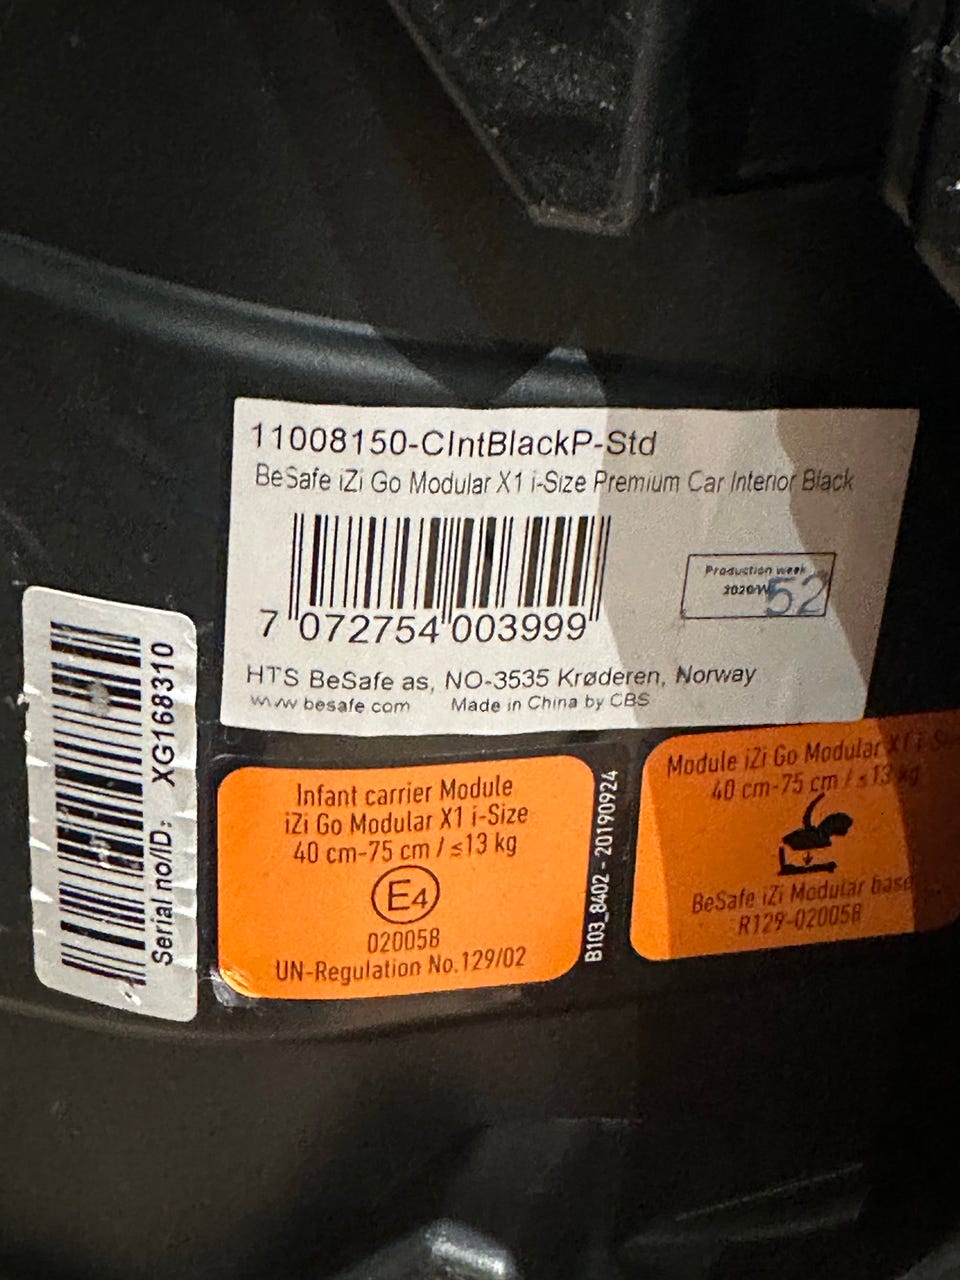 11008150-CIntBlackP-Std
BeSafe iZi Go Modular X1 i-Size Premium Car Interior Black
7 072754 003999
Production week
2020/W52
HTS BeSafe as, NO-3535 Krøderen, Norway
www.besafe.com Made in China by CBS
Serial no/ID: XG168310
Infant carrier Module
iZi Go Modular X1 i-Size
40 cm-75 cm / ≤13 kg
E4
020058
UN-Regulation No.129/02
B103_8402 - 20190924
Module iZi Go Modular X1 i-Size
40 cm-75 cm / ≤13 kg
BeSafe iZi Modular base
R129-020058